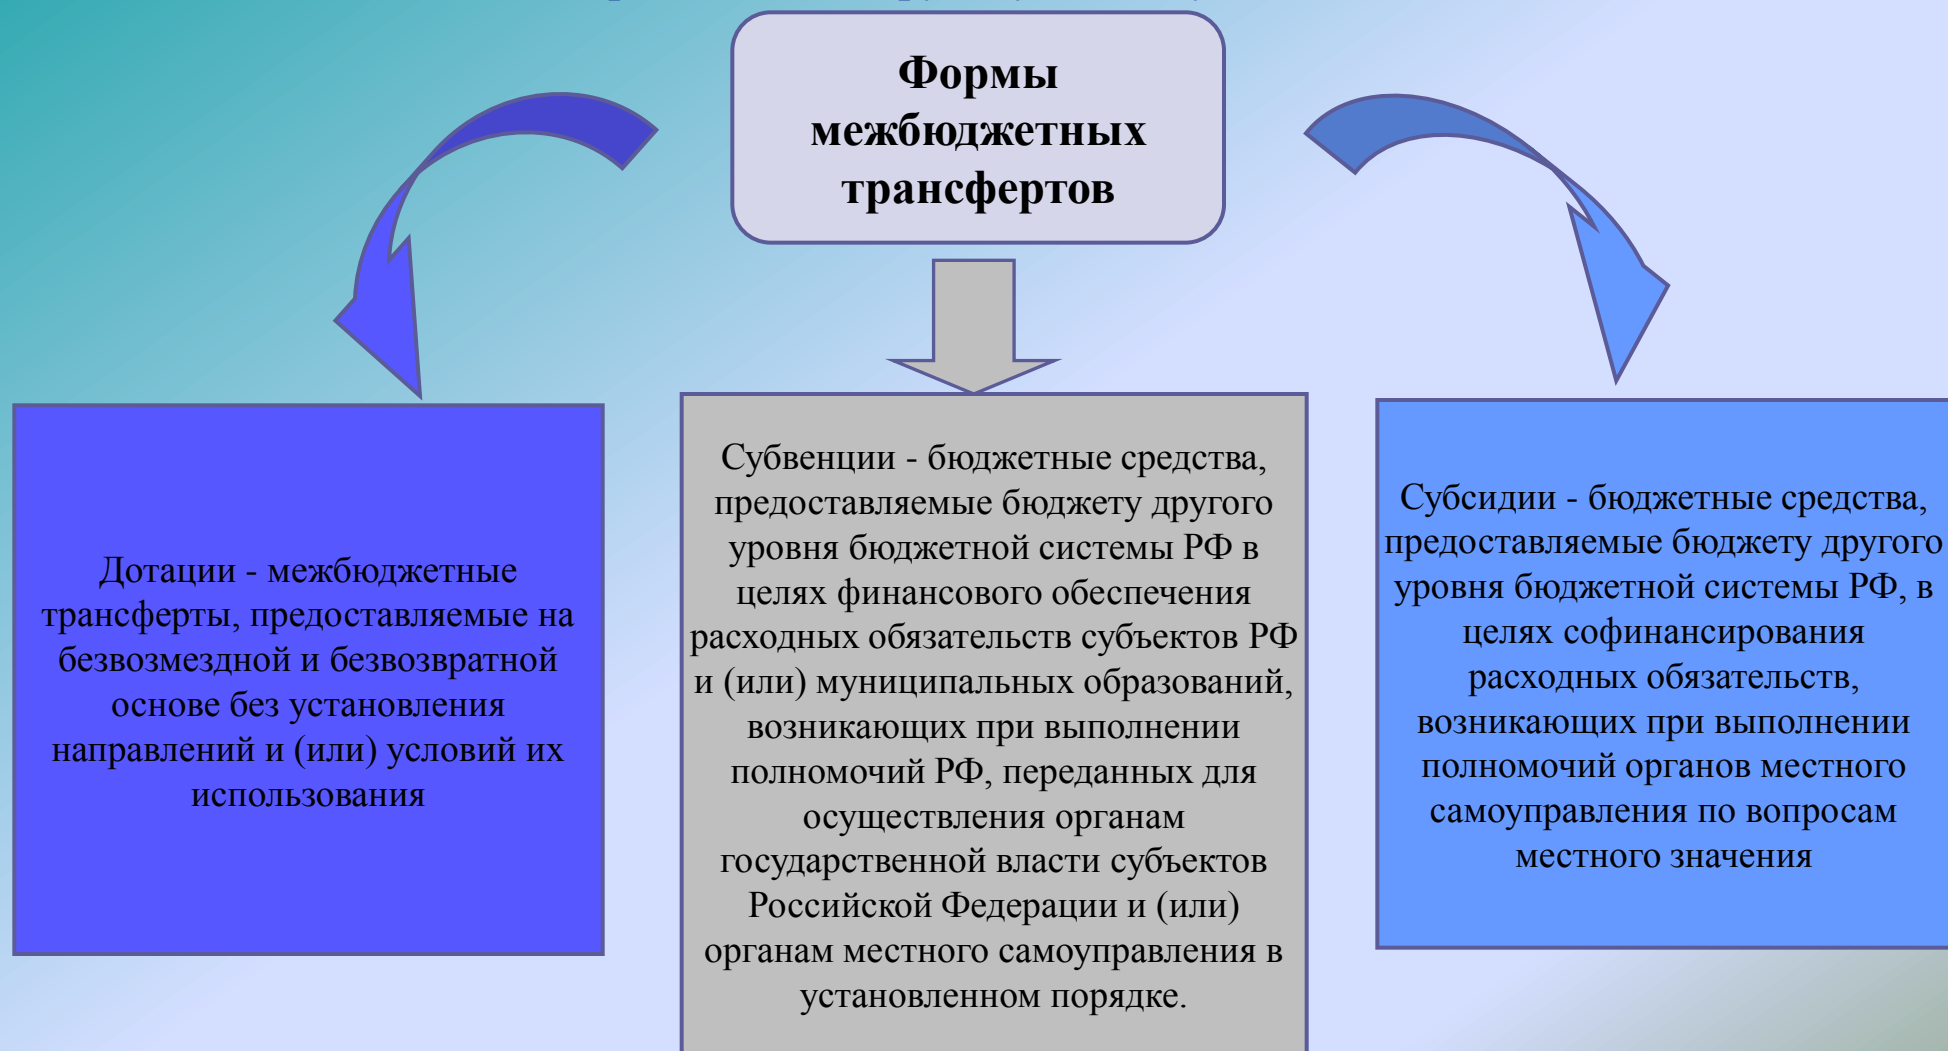 Формы
межбюджетных
трансфертов
Дотации - межбюджетные
трансферты, предоставляемые на
безвозмездной и безвозвратной
основе без установления
направлений и (или) условий их
использования
Субвенции - бюджетные средства,
предоставляемые бюджету другого
уровня бюджетной системы РФ в
целях финансового обеспечения
расходных обязательств субъектов РФ
и (или) муниципальных образований,
возникающих при выполнении
полномочий РФ, переданных для
осуществления органам
государственной власти субъектов
Российской Федерации и (или)
органам местного самоуправления в
установленном порядке.
Субсидии - бюджетные средства,
предоставляемые бюджету другого
уровня бюджетной системы РФ, в
целях софинансирования
расходных обязательств,
возникающих при выполнении
полномочий органов местного
самоуправления по вопросам
местного значения